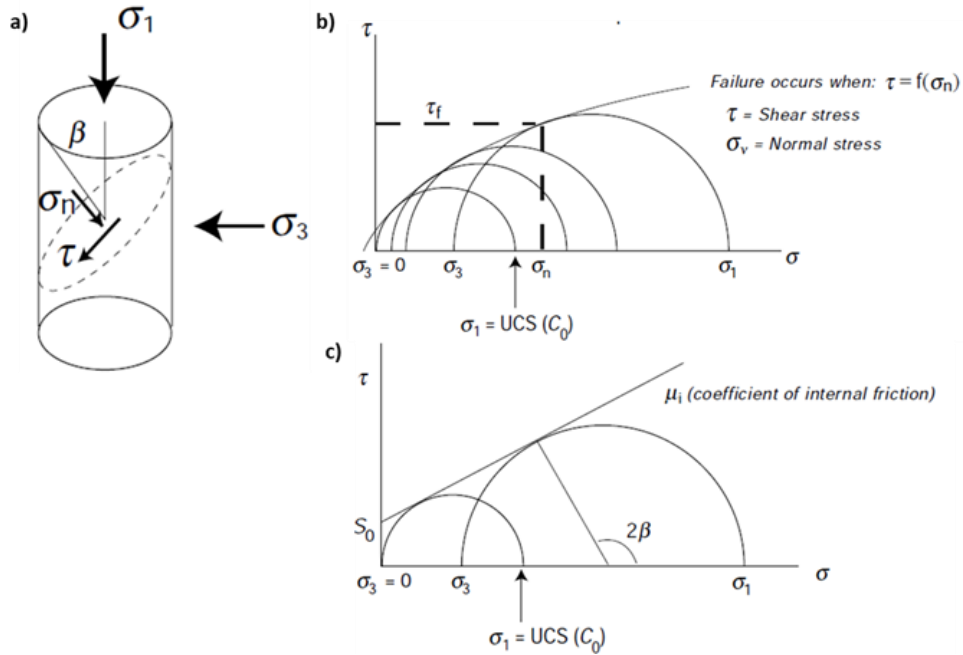 a)
σ1
β
σn
τ
σ3
b)
τ
τf
Failure occurs when: τ = f(σn)
τ = Shear stress
σv = Normal stress
σ3 = 0
σ3
σn
σ1
σ
σ1 = UCS (C0)
c)
τ
μi (coefficient of internal friction)
S0
2β
σ3 = 0
σ3
σ1
σ
σ1 = UCS (C0)